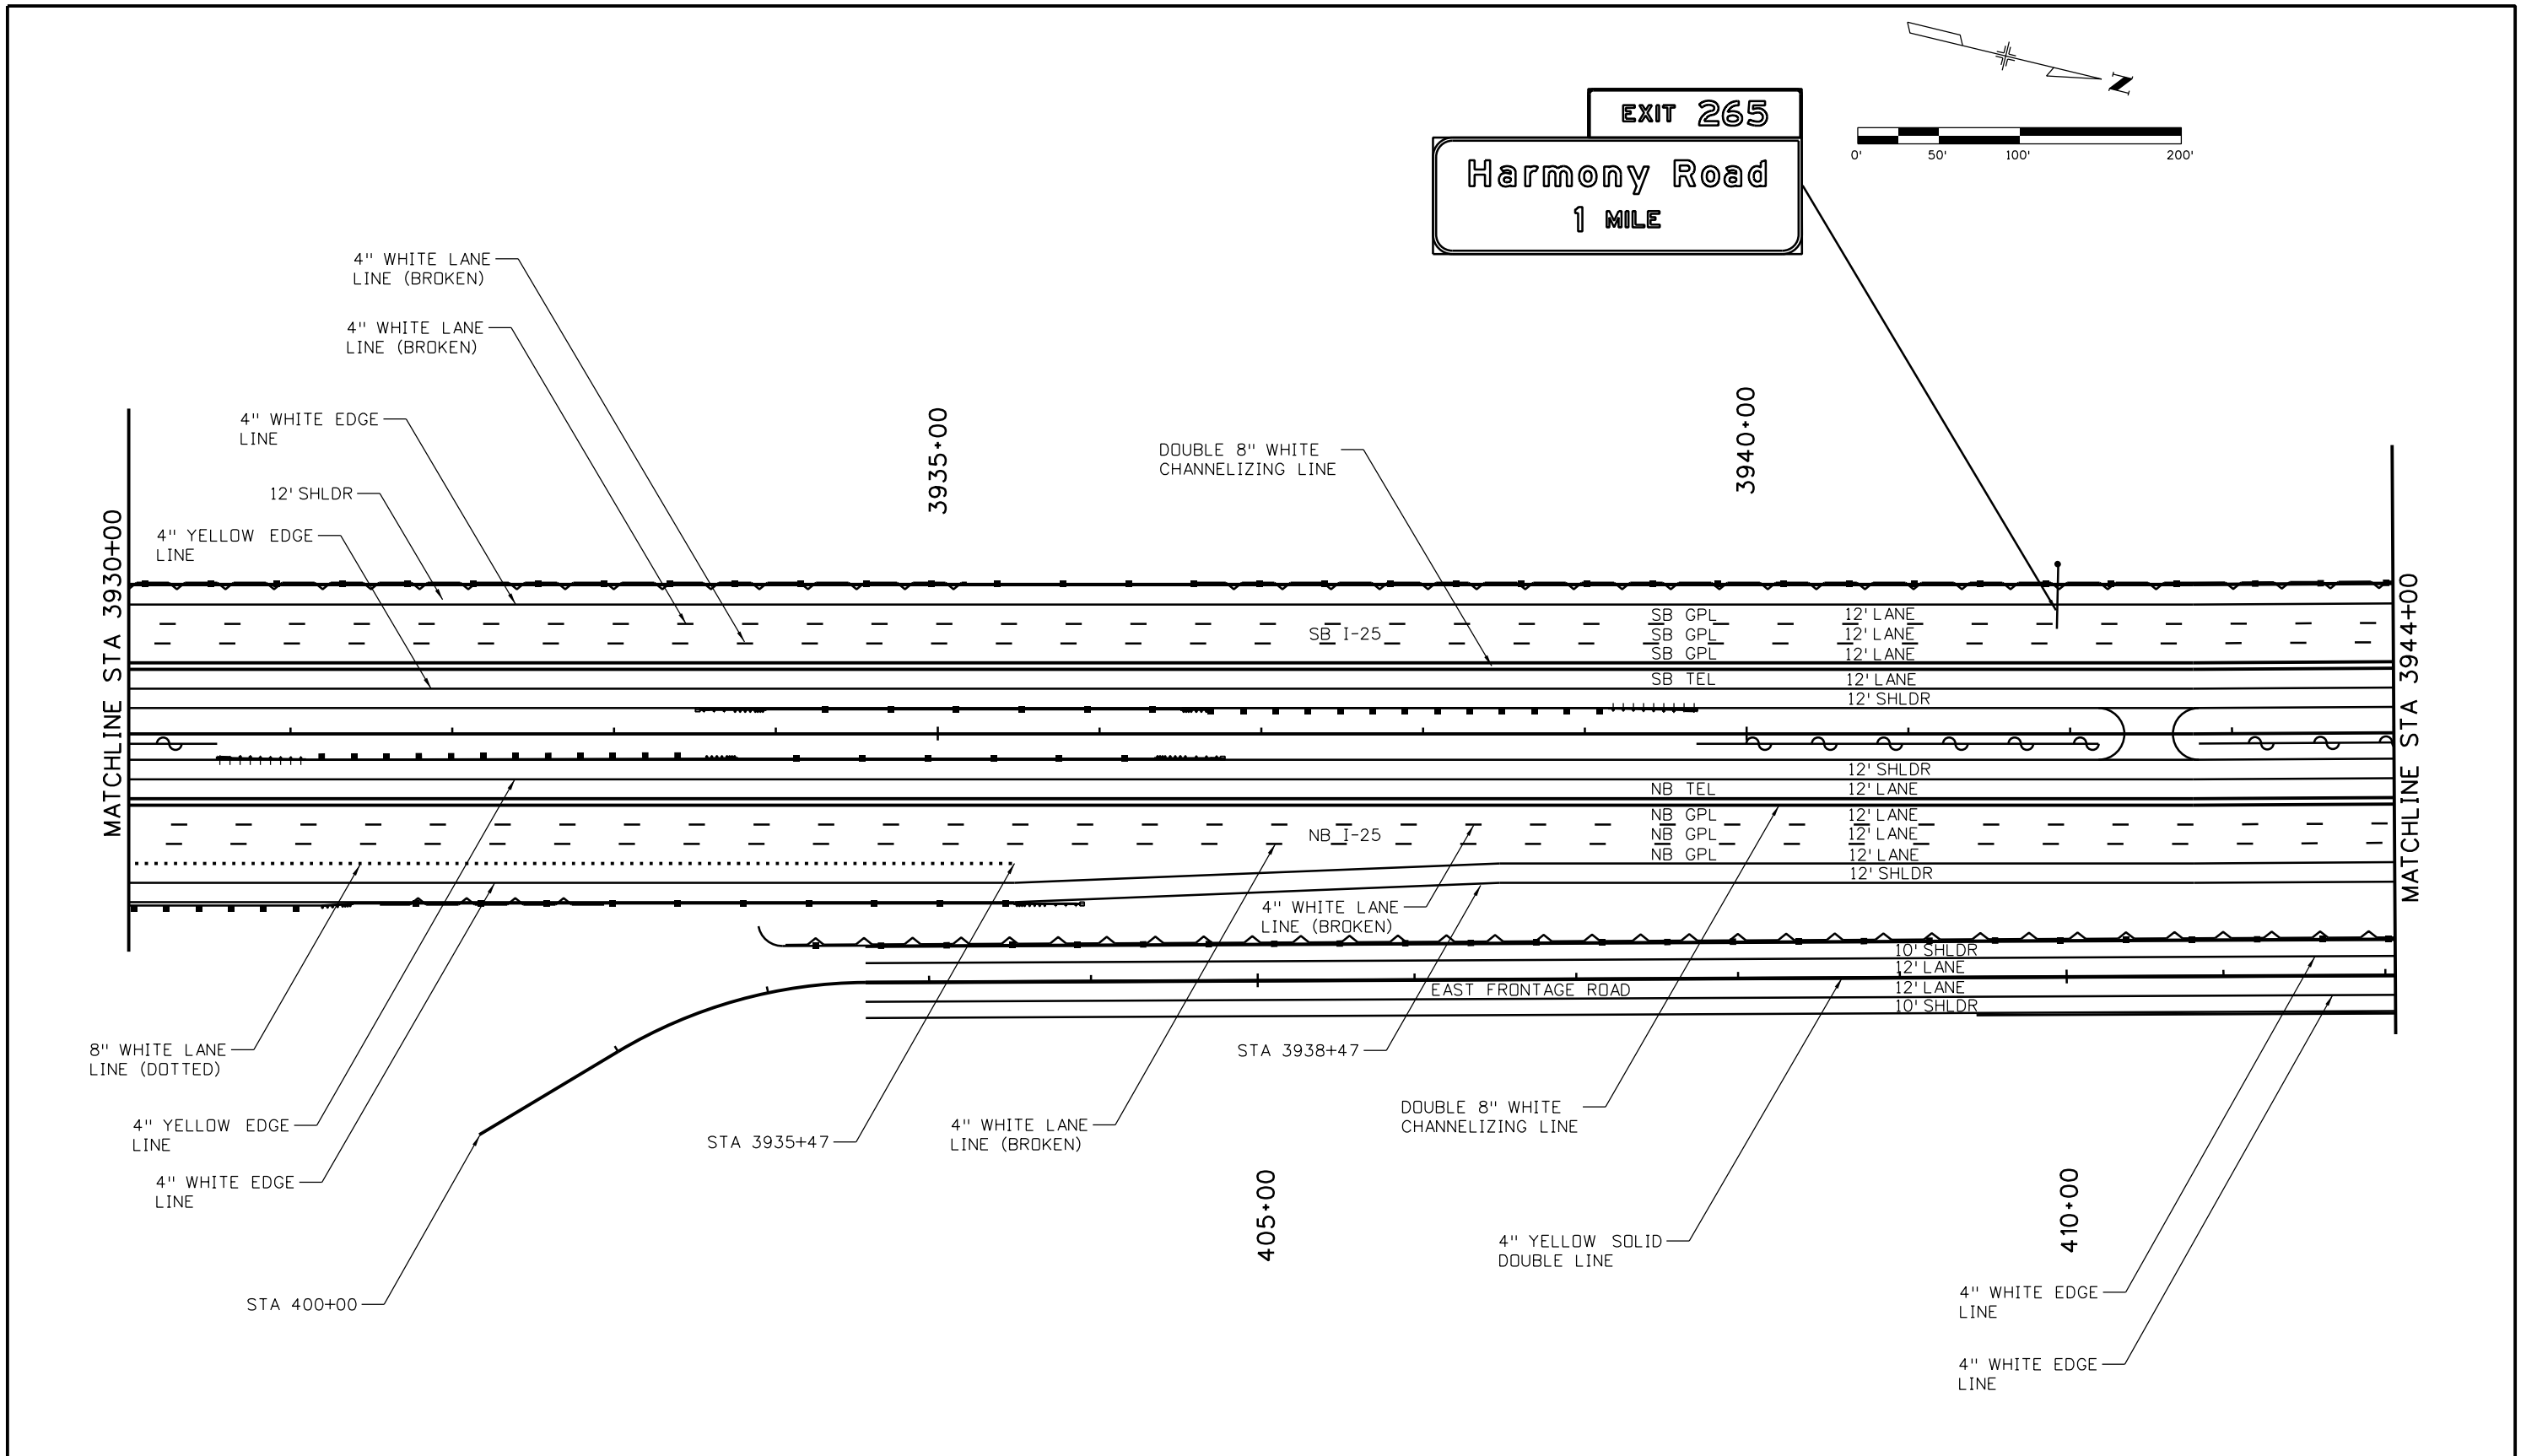 N
EXIT 265
Harmony Road
1 MILE
0' 50' 100' 200'
4" WHITE LANE
LINE (BROKEN)
4" WHITE LANE
LINE (BROKEN)
4" WHITE EDGE
LINE
12' SHLDR
4" YELLOW EDGE
LINE
3935+00
DOUBLE 8" WHITE
CHANNELIZING LINE
3940+00
MATCHLINE STA 3930+00
MATCHLINE STA 3944+00
SB I-25
SB GPL 12' LANE
SB GPL 12' LANE
SB GPL 12' LANE
SB TEL 12' LANE
12' SHLDR
12' SHLDR
NB TEL 12' LANE
NB I-25
NB GPL 12' LANE
NB GPL 12' LANE
NB GPL 12' LANE
12' SHLDR
4" WHITE LANE
LINE (BROKEN)
10' SHLDR
12' LANE
EAST FRONTAGE ROAD
12' LANE
10' SHLDR
8" WHITE LANE
LINE (DOTTED)
4" YELLOW EDGE
LINE
4" WHITE EDGE
LINE
STA 400+00
STA 3935+47
4" WHITE LANE
LINE (BROKEN)
STA 3938+47
DOUBLE 8" WHITE
CHANNELIZING LINE
405+00
4" YELLOW SOLID
DOUBLE LINE
410+00
4" WHITE EDGE
LINE
4" WHITE EDGE
LINE